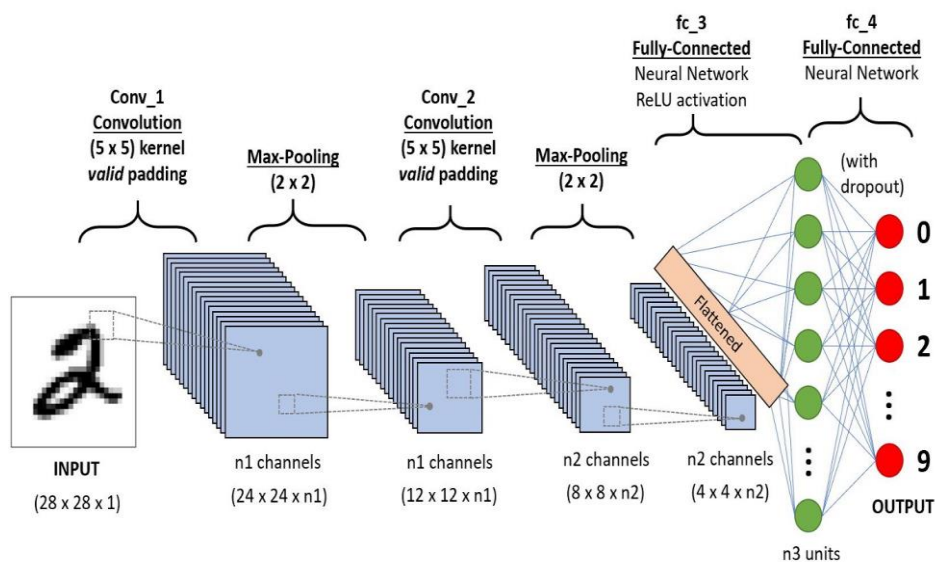 fc_3
Fully-Connected
Neural Network
ReLU activation
fc_4
Fully-Connected
Neural Network
Conv_1
Convolution
(5 x 5) kernel
valid padding
Max-Pooling
(2 x 2)
Conv_2
Convolution
(5 x 5) kernel
valid padding
Max-Pooling
(2 x 2)
(with
dropout)
Flattened
0
1
2
9
INPUT
(28 x 28 x 1)
n1 channels
(24 x 24 x n1)
n1 channels
(12 x 12 x n1)
n2 channels
(8 x 8 x n2)
n2 channels
(4 x 4 x n2)
OUTPUT
n3 units
2